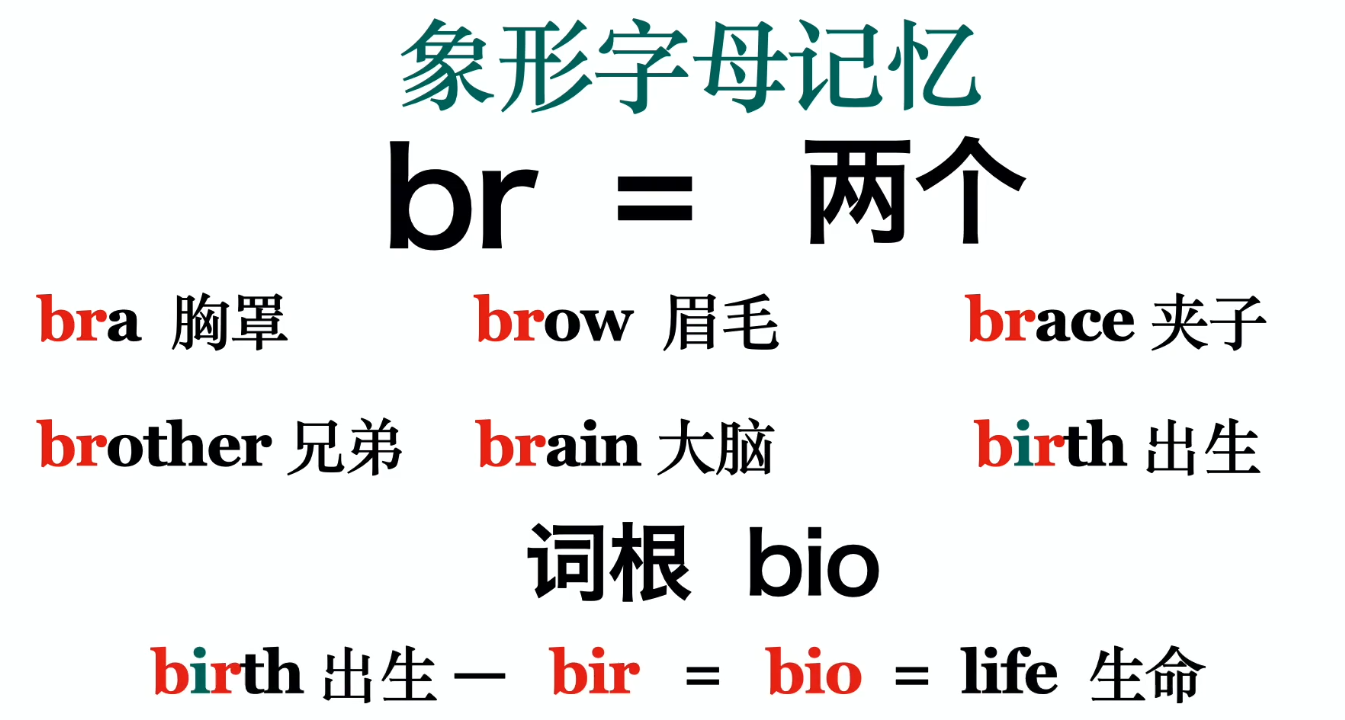 象形字母记忆
br = 两个
bra 胸罩 brow 眉毛 brace 夹子
brother 兄弟 brain 大脑 birth 出生
词根 bio
birth 出生 — bir = bio = life 生命